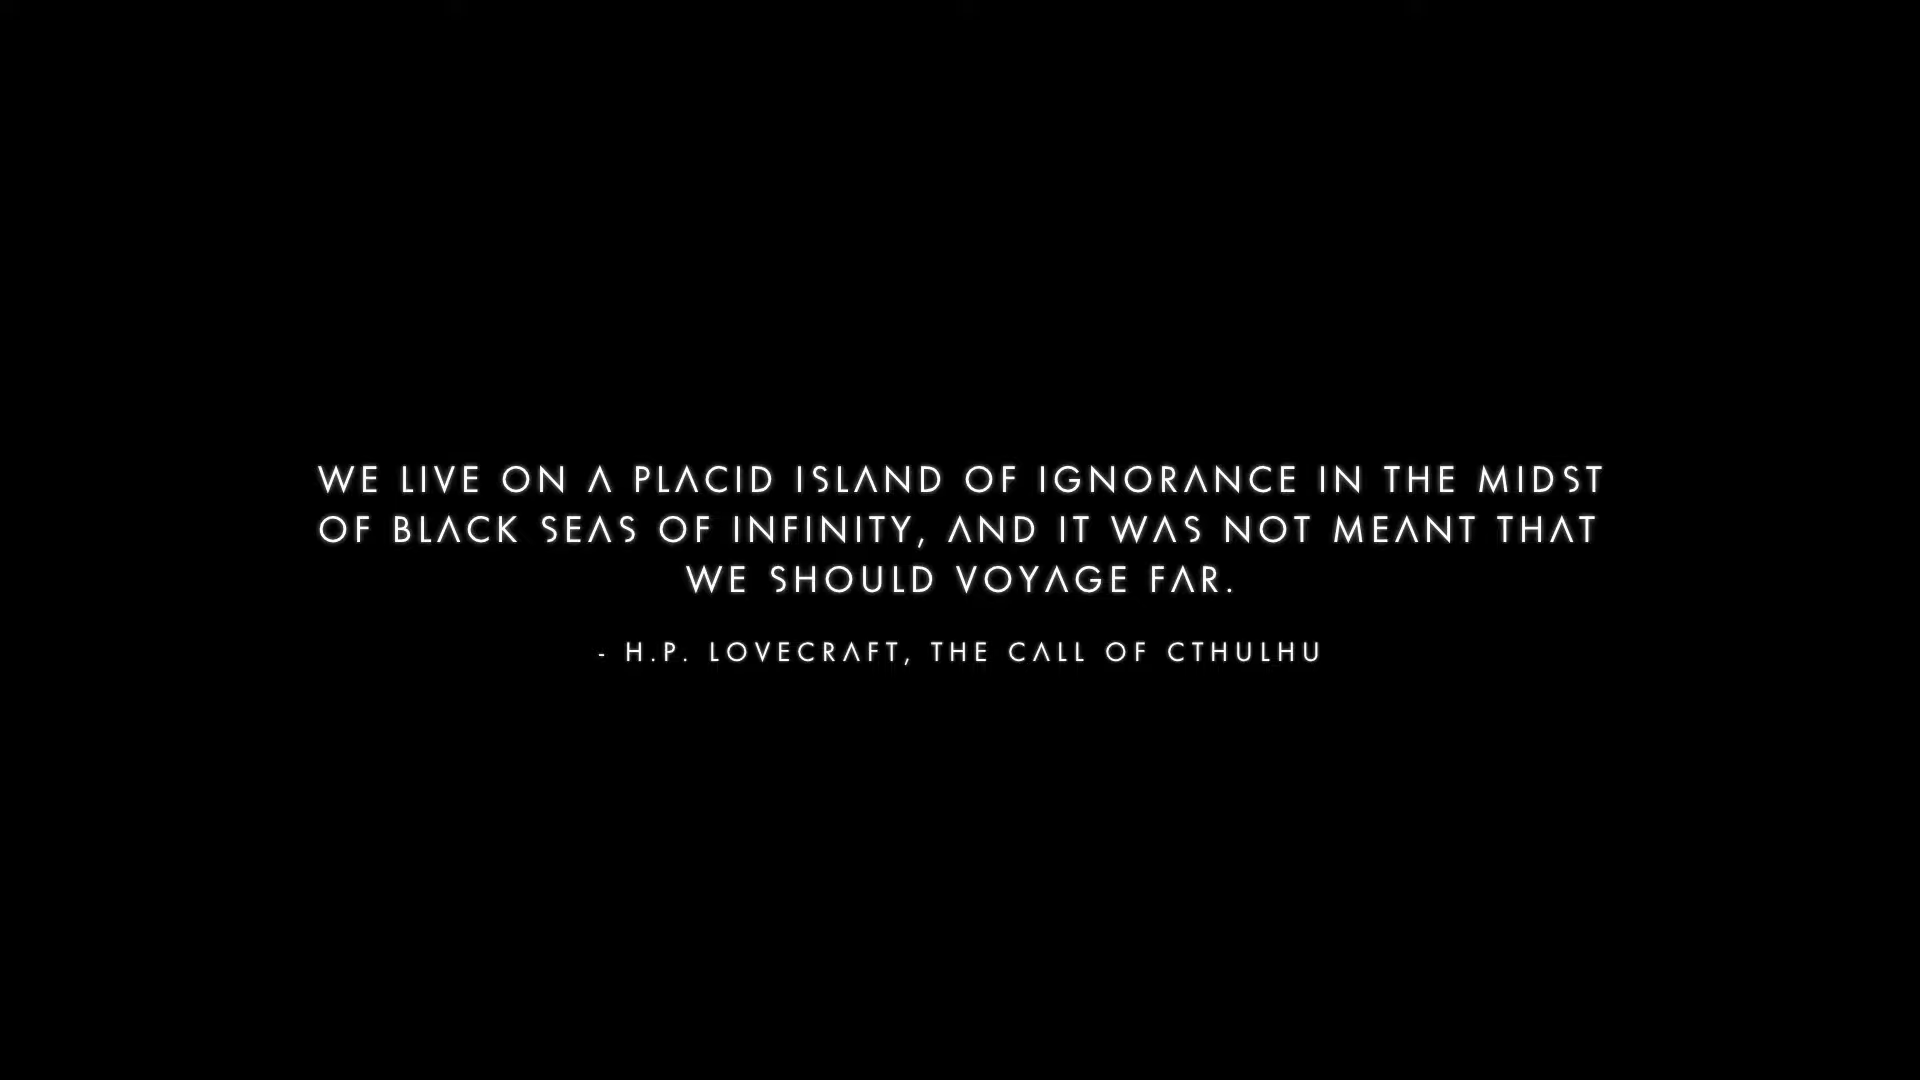 WE LIVE ON A PLACID ISLAND OF IGNORANCE IN THE MIDST
OF BLACK SEAS OF INFINITY, AND IT WAS NOT MEANT THAT
WE SHOULD VOYAGE FAR.
- H.P. LOVECRAFT, THE CALL OF CTHULHU